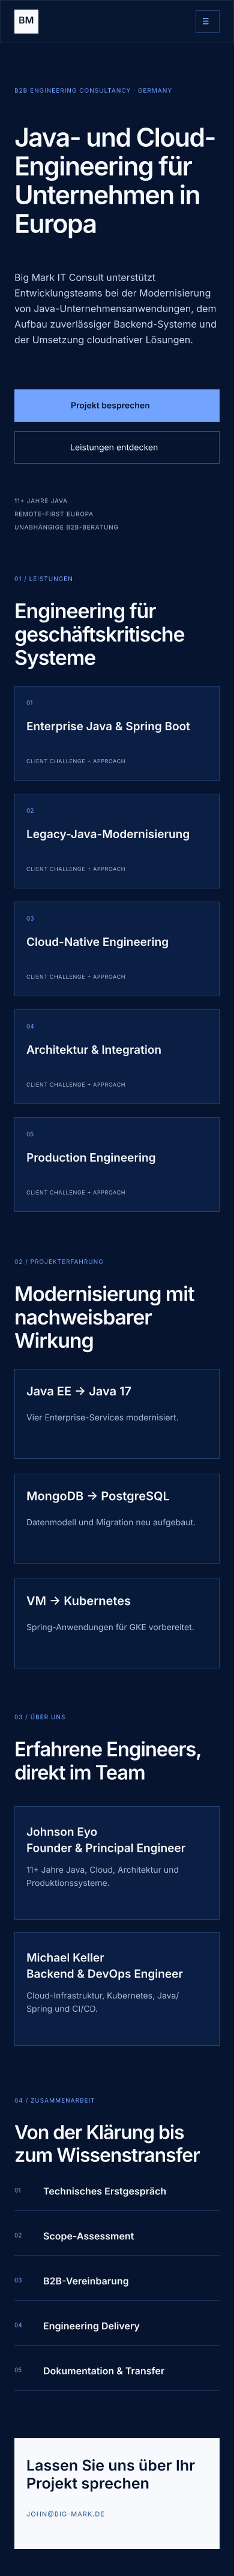 BM
B2B ENGINEERING CONSULTANCY · GERMANY
Java- und Cloud-
Engineering für
Unternehmen in
Europa
Big Mark IT Consult unterstützt
Entwicklungsteams bei der Modernisierung
von Java-Unternehmensanwendungen, dem
Aufbau zuverlässiger Backend-Systeme und
der Umsetzung cloudnativer Lösungen.
Projekt besprechen
Leistungen entdecken
11+ JAHRE JAVA
REMOTE-FIRST EUROPA
UNABHÄNGIGE B2B-BERATUNG
01 / LEISTUNGEN
Engineering für
geschäftskritische
Systeme
01
Enterprise Java & Spring Boot
CLIENT CHALLENGE + APPROACH
02
Legacy-Java-Modernisierung
CLIENT CHALLENGE + APPROACH
03
Cloud-Native Engineering
CLIENT CHALLENGE + APPROACH
04
Architektur & Integration
CLIENT CHALLENGE + APPROACH
05
Production Engineering
CLIENT CHALLENGE + APPROACH
02 / PROJEKTERFAHRUNG
Modernisierung mit
nachweisbarer
Wirkung
Java EE → Java 17
Vier Enterprise-Services modernisiert.
MongoDB → PostgreSQL
Datenmodell und Migration neu aufgebaut.
VM → Kubernetes
Spring-Anwendungen für GKE vorbereitet.
03 / ÜBER UNS
Erfahrene Engineers,
direkt im Team
Johnson Eyo
Founder & Principal Engineer
11+ Jahre Java, Cloud, Architektur und
Produktionssysteme.
Michael Keller
Backend & DevOps Engineer
Cloud-Infrastruktur, Kubernetes, Java/
Spring und CI/CD.
04 / ZUSAMMENARBEIT
Von der Klärung bis
zum Wissenstransfer
01 Technisches Erstgespräch
02 Scope-Assessment
03 B2B-Vereinbarung
04 Engineering Delivery
05 Dokumentation & Transfer
Lassen Sie uns über Ihr
Projekt sprechen
JOHN@BIG-MARK.DE